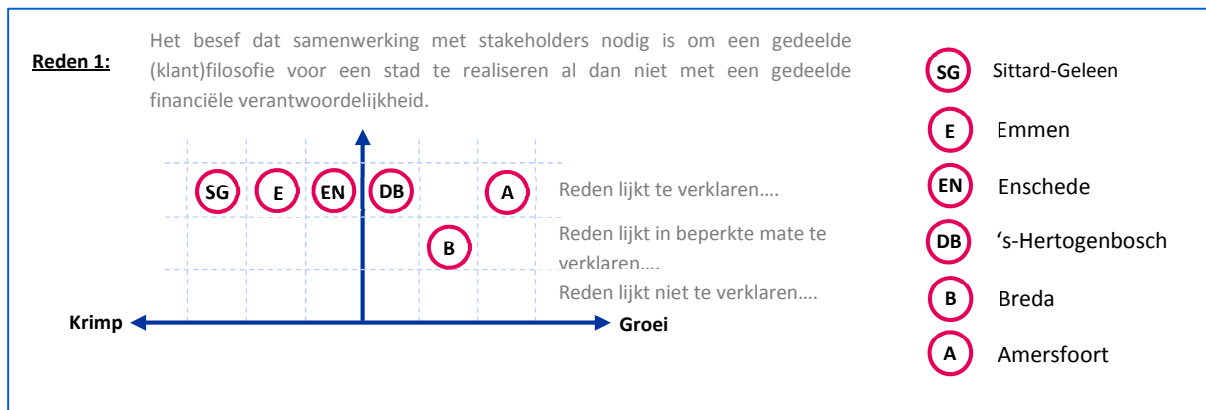 Reden 1:
Het besef dat samenwerking met stakeholders nodig is om een gedeelde
(klant)filosofie voor een stad te realiseren al dan niet met een gedeelde
financiële verantwoordelijkheid.
SG E EN DB A
Reden lijkt te verklaren....
B
Reden lijkt in beperkte mate te
verklaren....
Reden lijkt niet te verklaren....
Krimp
Groei
SG Sittard-Geleen
E Emmen
EN Enschede
DB ‘s-Hertogenbosch
B Breda
A Amersfoort